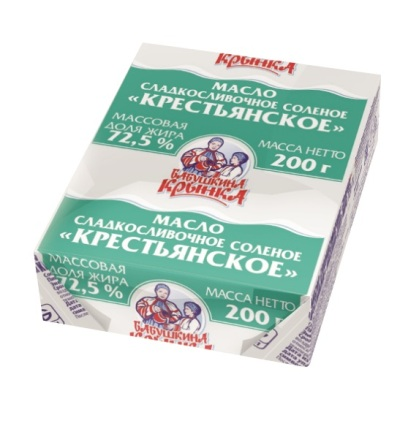 КРЫНКА
МАСЛО
СЛАДКОСЛИВОЧНОЕ СОЛЕНОЕ
«КРЕСТЬЯНСКОЕ»
МАССОВАЯ
ДОЛЯ ЖИРА
72,5 %
МАССА НЕТТО
200 г
БАБУШКИНА
КРЫНКА
МАСЛО
СЛАДКОСЛИВОЧНОЕ СОЛЕНОЕ
«КРЕСТЬЯНСКОЕ»
МАССОВАЯ
ДОЛЯ ЖИРА
72,5 %
МАССА НЕТТО
200 г
БАБУШКИНА
КРЫНКА